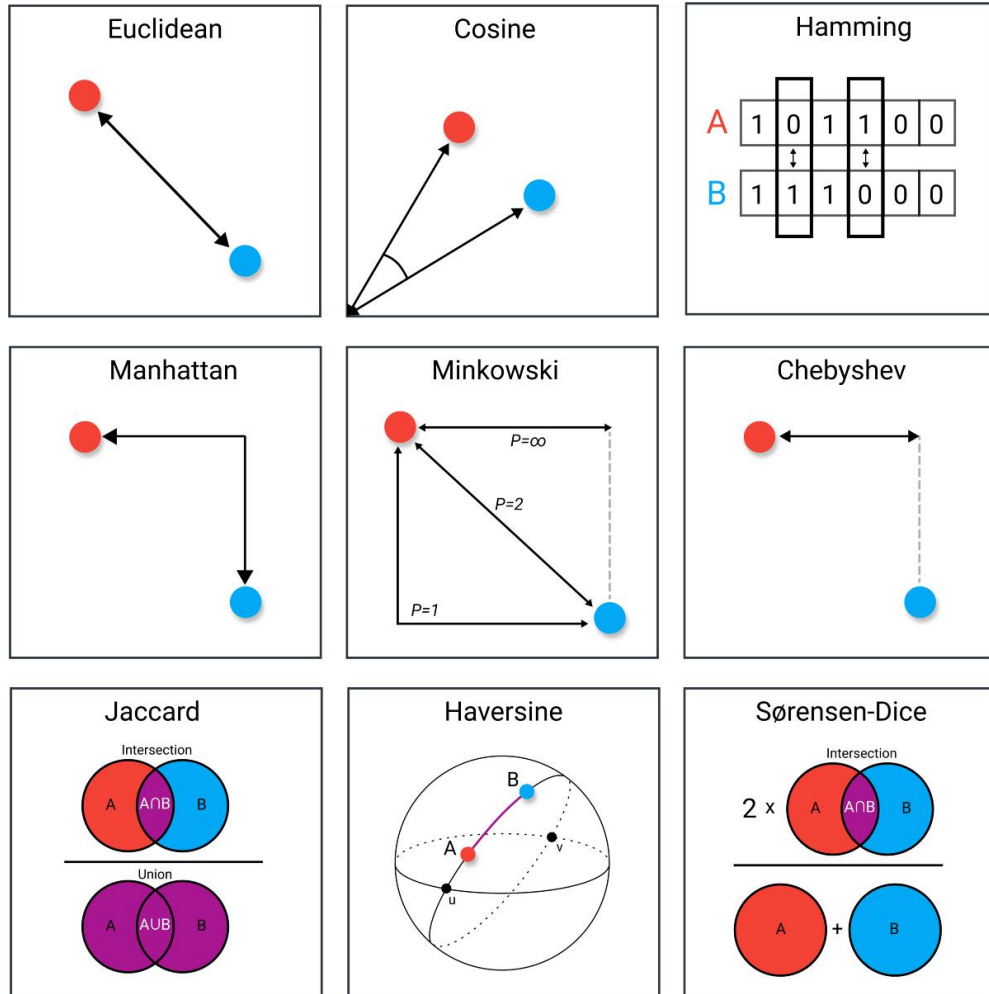 Euclidean
Cosine
Hamming
A 1 0 1 1 0 0
B 1 1 1 0 0 0
Manhattan
Minkowski
P=∞
P=2
P=1
Chebyshev
Jaccard
Intersection
A A∩B B
Union
A A∪B B
Haversine
B
A
v
u
Sørensen-Dice
Intersection
2 x A A∩B B
A + B